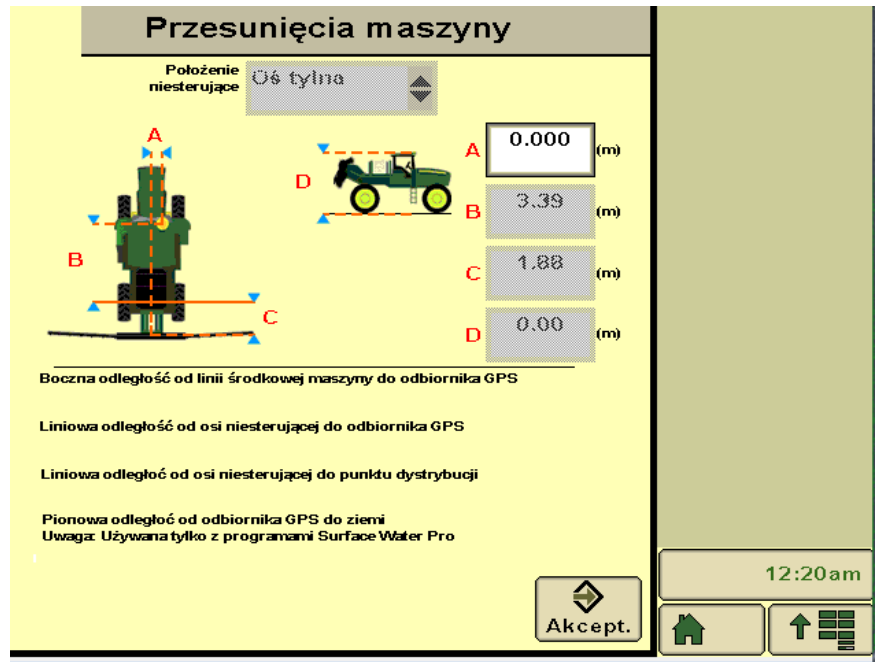 Przesunięcia maszyny
Położenie
niesterujące
Oś tylna
A
D
B
C
A 0.000 (m)
B 3.39 (m)
C 1.88 (m)
D 0.00 (m)
Boczna odległość od linii środkowej maszyny do odbiornika GPS
Liniowa odległość od osi niesterującej do odbiornika GPS
Liniowa odległoć od osi niesterującej do punktu dystrybucji
Pionowa odległoć od odbiornika GPS do ziemi
Uwaga: Używana tylko z programami Surface Water Pro
Akcept.
12:20am